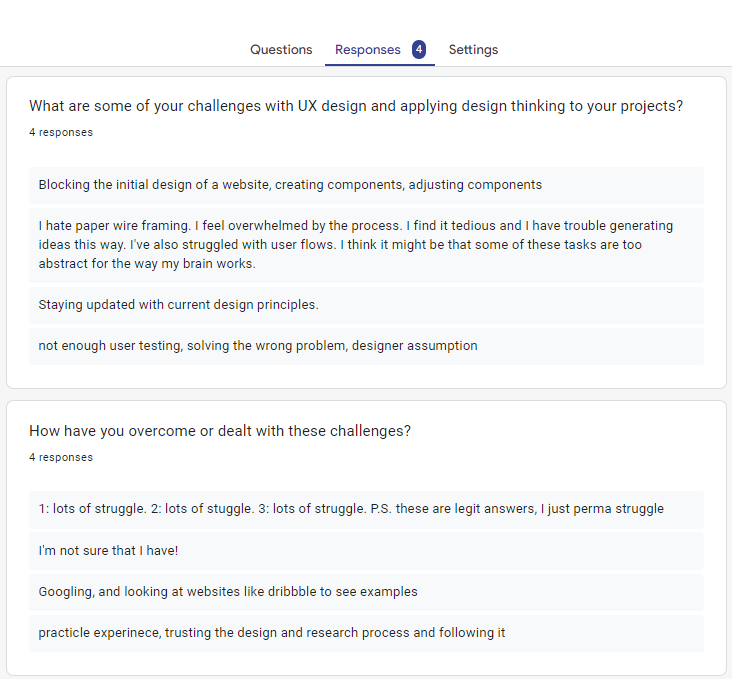 Questions
Responses 4
Settings
What are some of your challenges with UX design and applying design thinking to your projects?
4 responses
Blocking the initial design of a website, creating components, adjusting components
I hate paper wire framing. I feel overwhelmed by the process. I find it tedious and I have trouble generating
ideas this way. I've also struggled with user flows. I think it might be that some of these tasks are too
abstract for the way my brain works.
Staying updated with current design principles.
not enough user testing, solving the wrong problem, designer assumption
How have you overcome or dealt with these challenges?
4 responses
1: lots of struggle. 2: lots of stuggle. 3: lots of struggle. P.S. these are legit answers, I just perma struggle
I'm not sure that I have!
Googling, and looking at websites like dribbble to see examples
practicle experinece, trusting the design and research process and following it